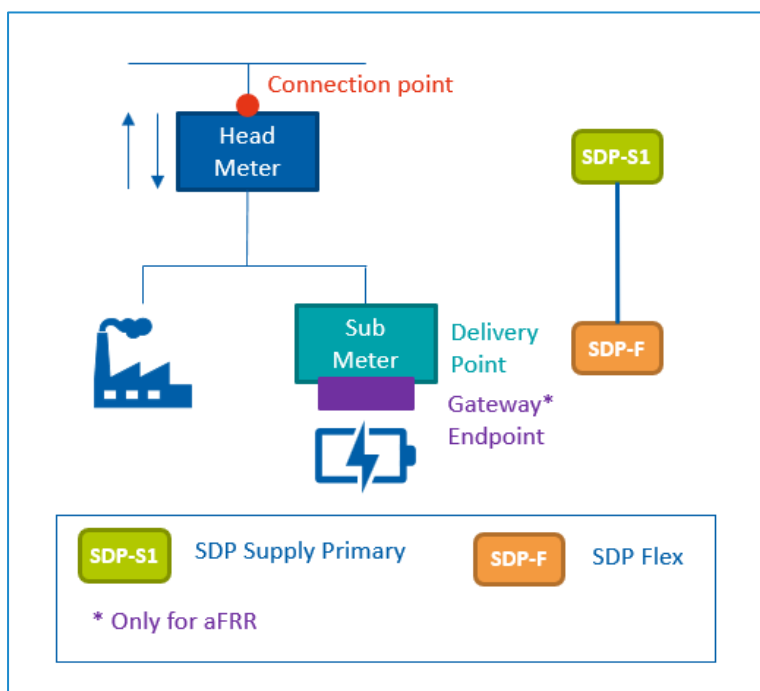 Connection point
Head
Meter
SDP-S1
Sub
Meter
Delivery
Point
SDP-F
Gateway*
Endpoint
SDP-S1
SDP Supply Primary
SDP-F
SDP Flex
* Only for aFRR